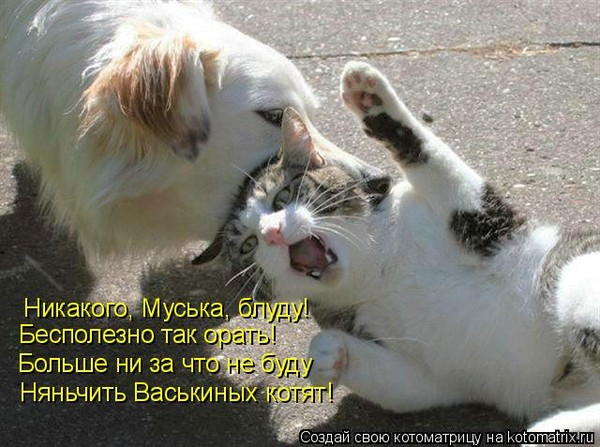 Никакого, Муська, блуду!
Бесполезно так орать!
Больше ни за что не буду
Няньчить Васькиных котят!
Создай свою котоматрицу на kotomatrix.ru